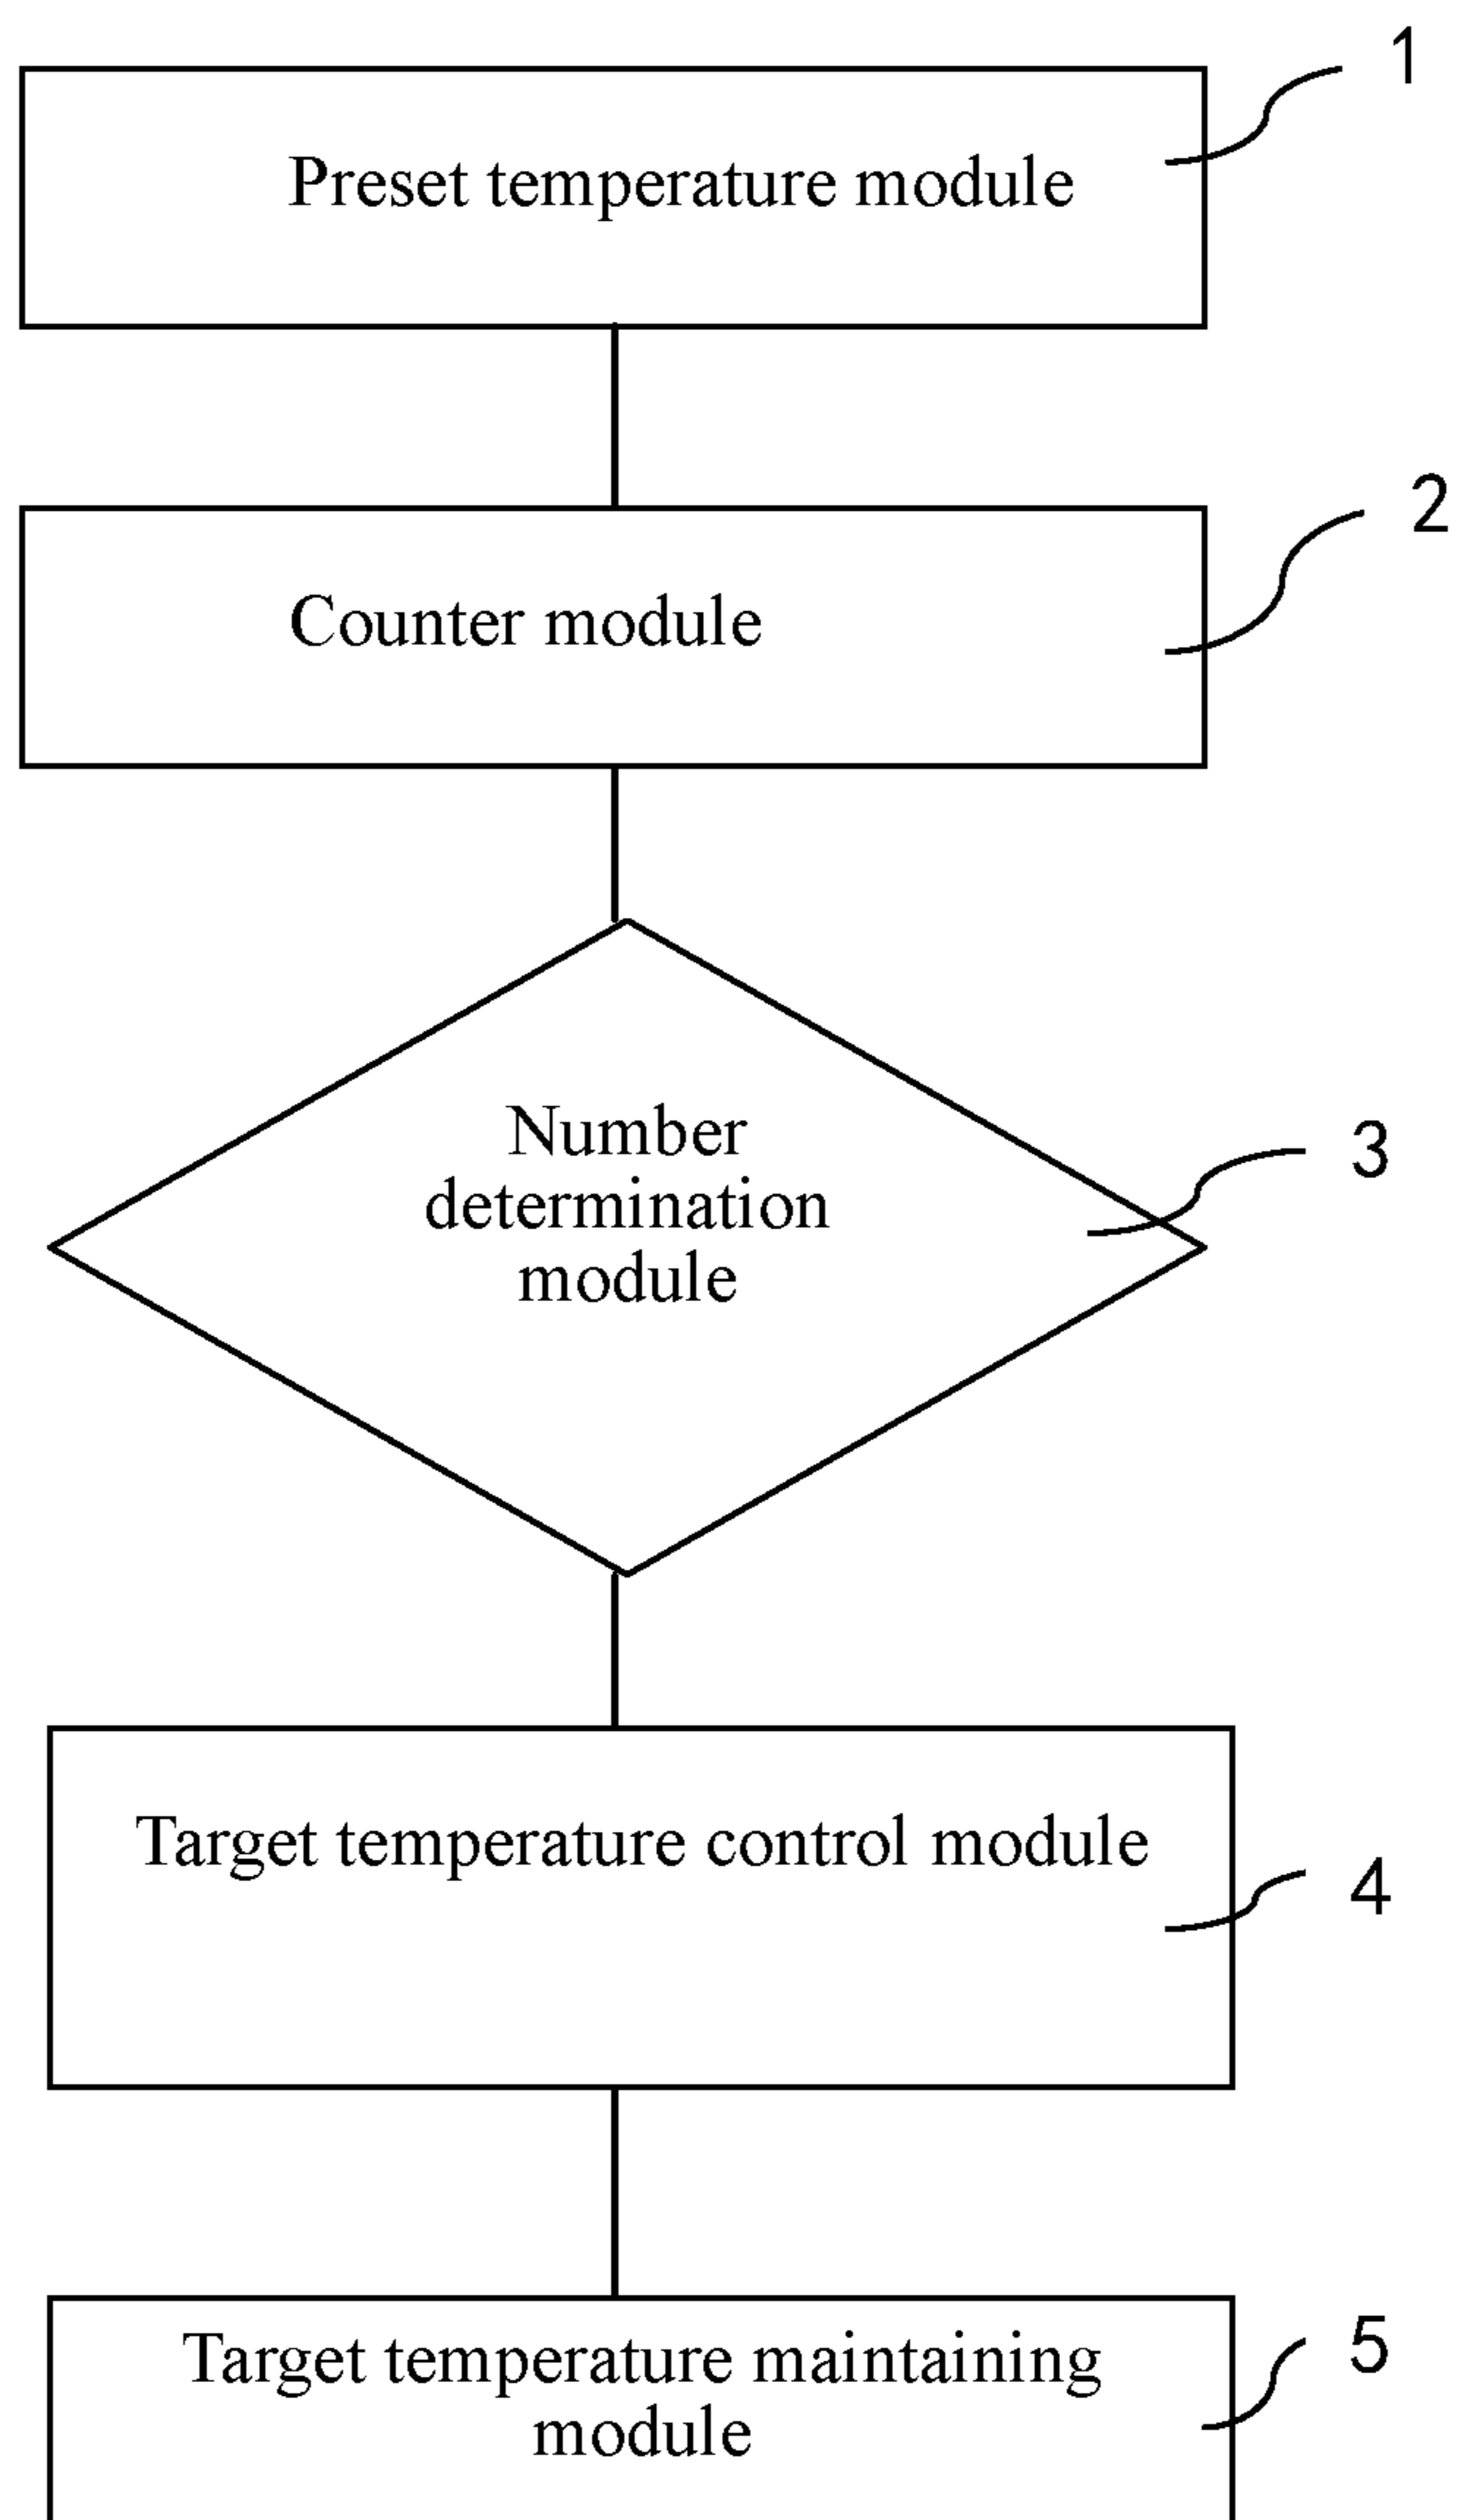 1
Preset temperature module
2
Counter module
Number
determination
module
3
Target temperature control module
4
Target temperature maintaining
module
5